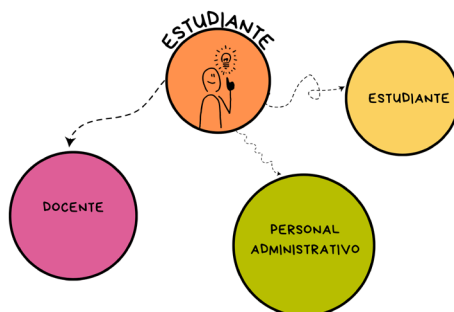 ESTUDIANTE
ESTUDIANTE
DOCENTE
PERSONAL
ADMINISTRATIVO